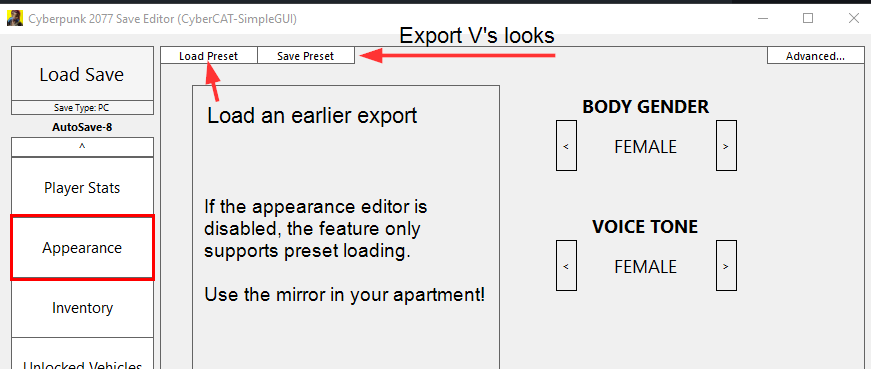 Cyberpunk 2077 Save Editor (CyberCAT-SimpleGUI)
Export V's looks
Load Preset
Save Preset
Advanced...
Load Save
Save Type: PC
AutoSave-8
^
Player Stats
Appearance
Inventory
Unlocked Vehicles
Load an earlier export
If the appearance editor is
disabled, the feature only
supports preset loading.
Use the mirror in your apartment!
BODY GENDER
< FEMALE >
VOICE TONE
< FEMALE >